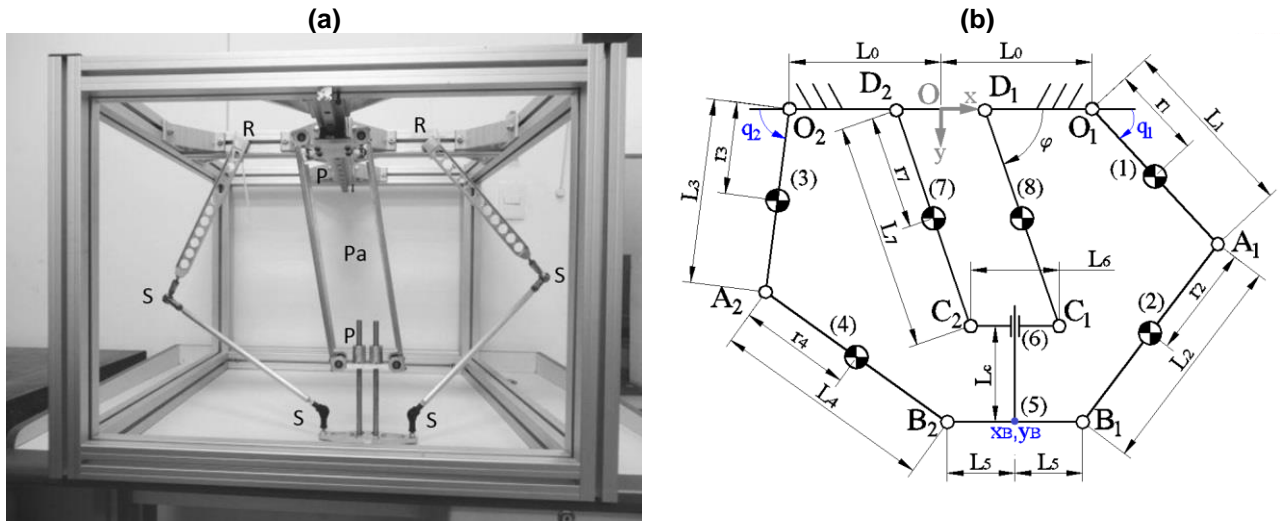 (a)
(b)
R
R
P
Pa
S
S
P
S
S
L0
L0
D2
O
x
D1
O2
O1
q2
y
q1
φ
r1
L1
r3
(3)
L3
(7)
r7
L7
(8)
(1)
A1
A2
L6
C2
C1
(6)
(2)
r2
L2
(4)
r4
L4
Lc
(5)
B2
xB,yB
B1
L5
L5